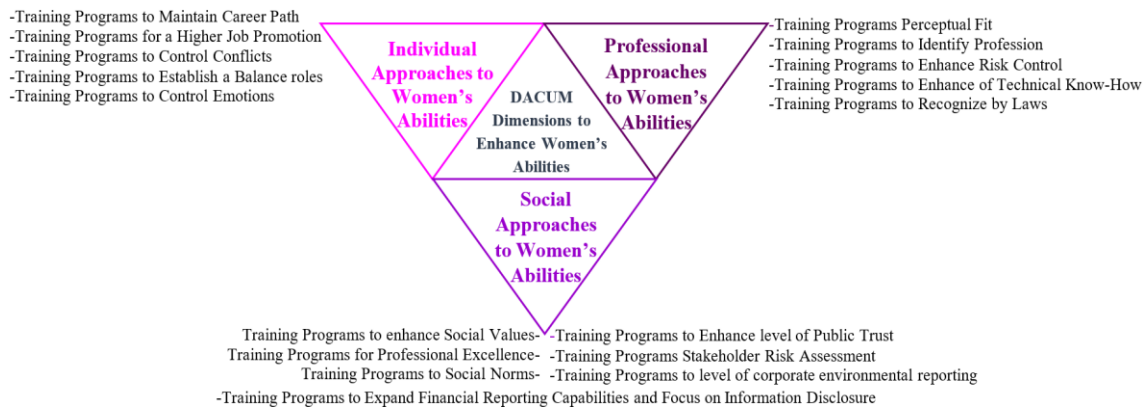 -Training Programs to Maintain Career Path
-Training Programs for a Higher Job Promotion
-Training Programs to Control Conflicts
-Training Programs to Establish a Balance roles
-Training Programs to Control Emotions
Individual
Approaches to
Women's
Abilities
DACUM
Dimensions to
Enhance Women's
Abilities
Professional
Approaches
to Women's
Abilities
-Training Programs Perceptual Fit
-Training Programs to Identify Profession
-Training Programs to Enhance Risk Control
-Training Programs to Enhance of Technical Know-How
-Training Programs to Recognize by Laws
Social
Approaches
to Women's
Abilities
Training Programs to enhance Social Values-
Training Programs for Professional Excellence-
Training Programs to Social Norms-
-Training Programs to Enhance level of Public Trust
-Training Programs Stakeholder Risk Assessment
-Training Programs to level of corporate environmental reporting
-Training Programs to Expand Financial Reporting Capabilities and Focus on Information Disclosure